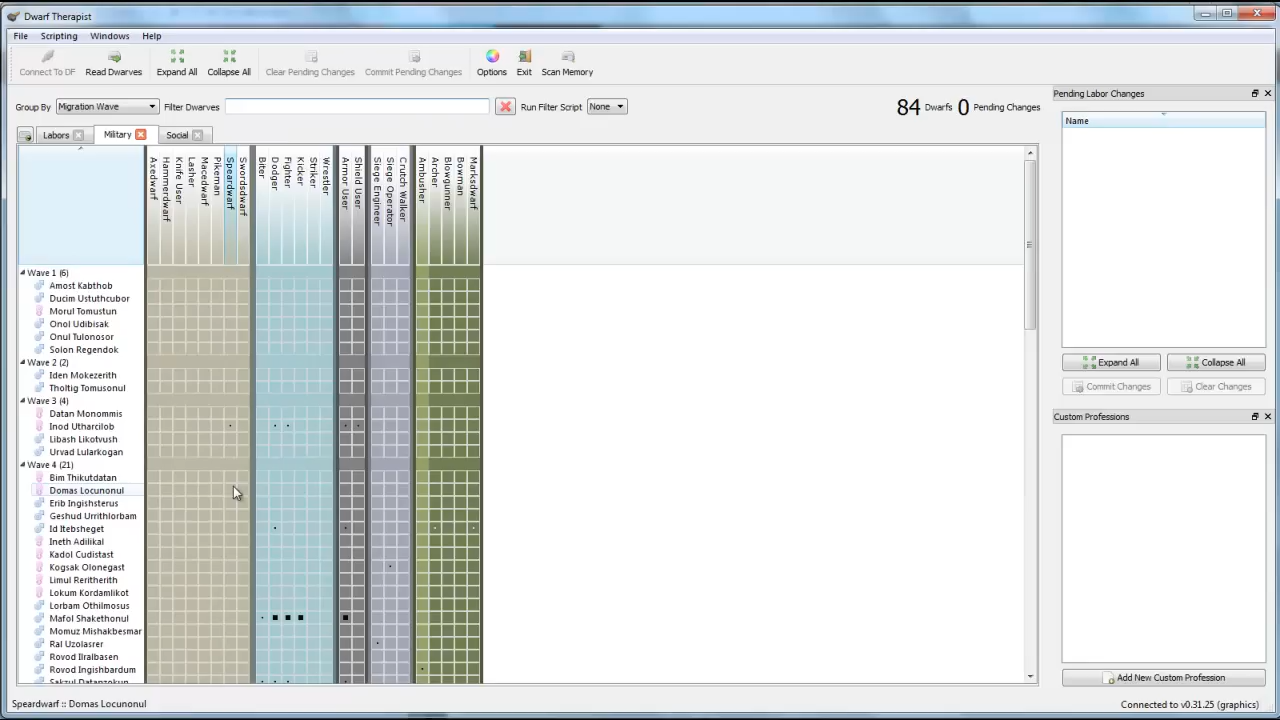 Dwarf Therapist
File Scripting Windows Help
Connect To DF Read Dwarves Expand All Collapse All Clear Pending Changes Commit Pending Changes Options Exit Scan Memory
Group By Migration Wave Filter Dwarves Run Filter Script None 84 Dwarfs 0 Pending Changes
Labors Military Social
Axedwarf
Hammerdwarf
Knife User
Lasher
Macedwarf
Pikeman
Speardwarf
Swordsdwarf
Biter
Dodger
Fighter
Kicker
Striker
Wrestler
Armor User
Shield User
Siege Engineer
Siege Operator
Crutch Walker
Ambusher
Archer
Blowgunner
Bowman
Marksdwarf
Wave 1 (6)
Amost Kabthob
Ducim Ustuthcubor
Morul Tomustun
Onol Udibisak
Onul Tulonosor
Solon Regendok
Wave 2 (2)
Iden Mokezerith
Tholtig Tomusonul
Wave 3 (4)
Datan Monommis
Inod Utharcilob
Libash Likotvush
Urvad Lularkogan
Wave 4 (21)
Bim Thikutdatan
Domas Locunonul
Erib Ingishsterus
Geshud Urrithlorbam
Id Itebsheget
Ineth Adilikal
Kadol Cudistast
Kogsak Olonegast
Limul Reritherith
Lokum Kordamlikot
Lorbam Othilmosus
Mafol Shakethonul
Momuz Mishakbesmar
Ral Uzolasrer
Rovod Ilralbasen
Rovod Ingishbardum
Sakzul Datanzokun
Pending Labor Changes
Name
Expand All Collapse All
Commit Changes Clear Changes
Custom Professions
Add New Custom Profession
Speardwarf :: Domas Locunonul
Connected to v0.31.25 (graphics)